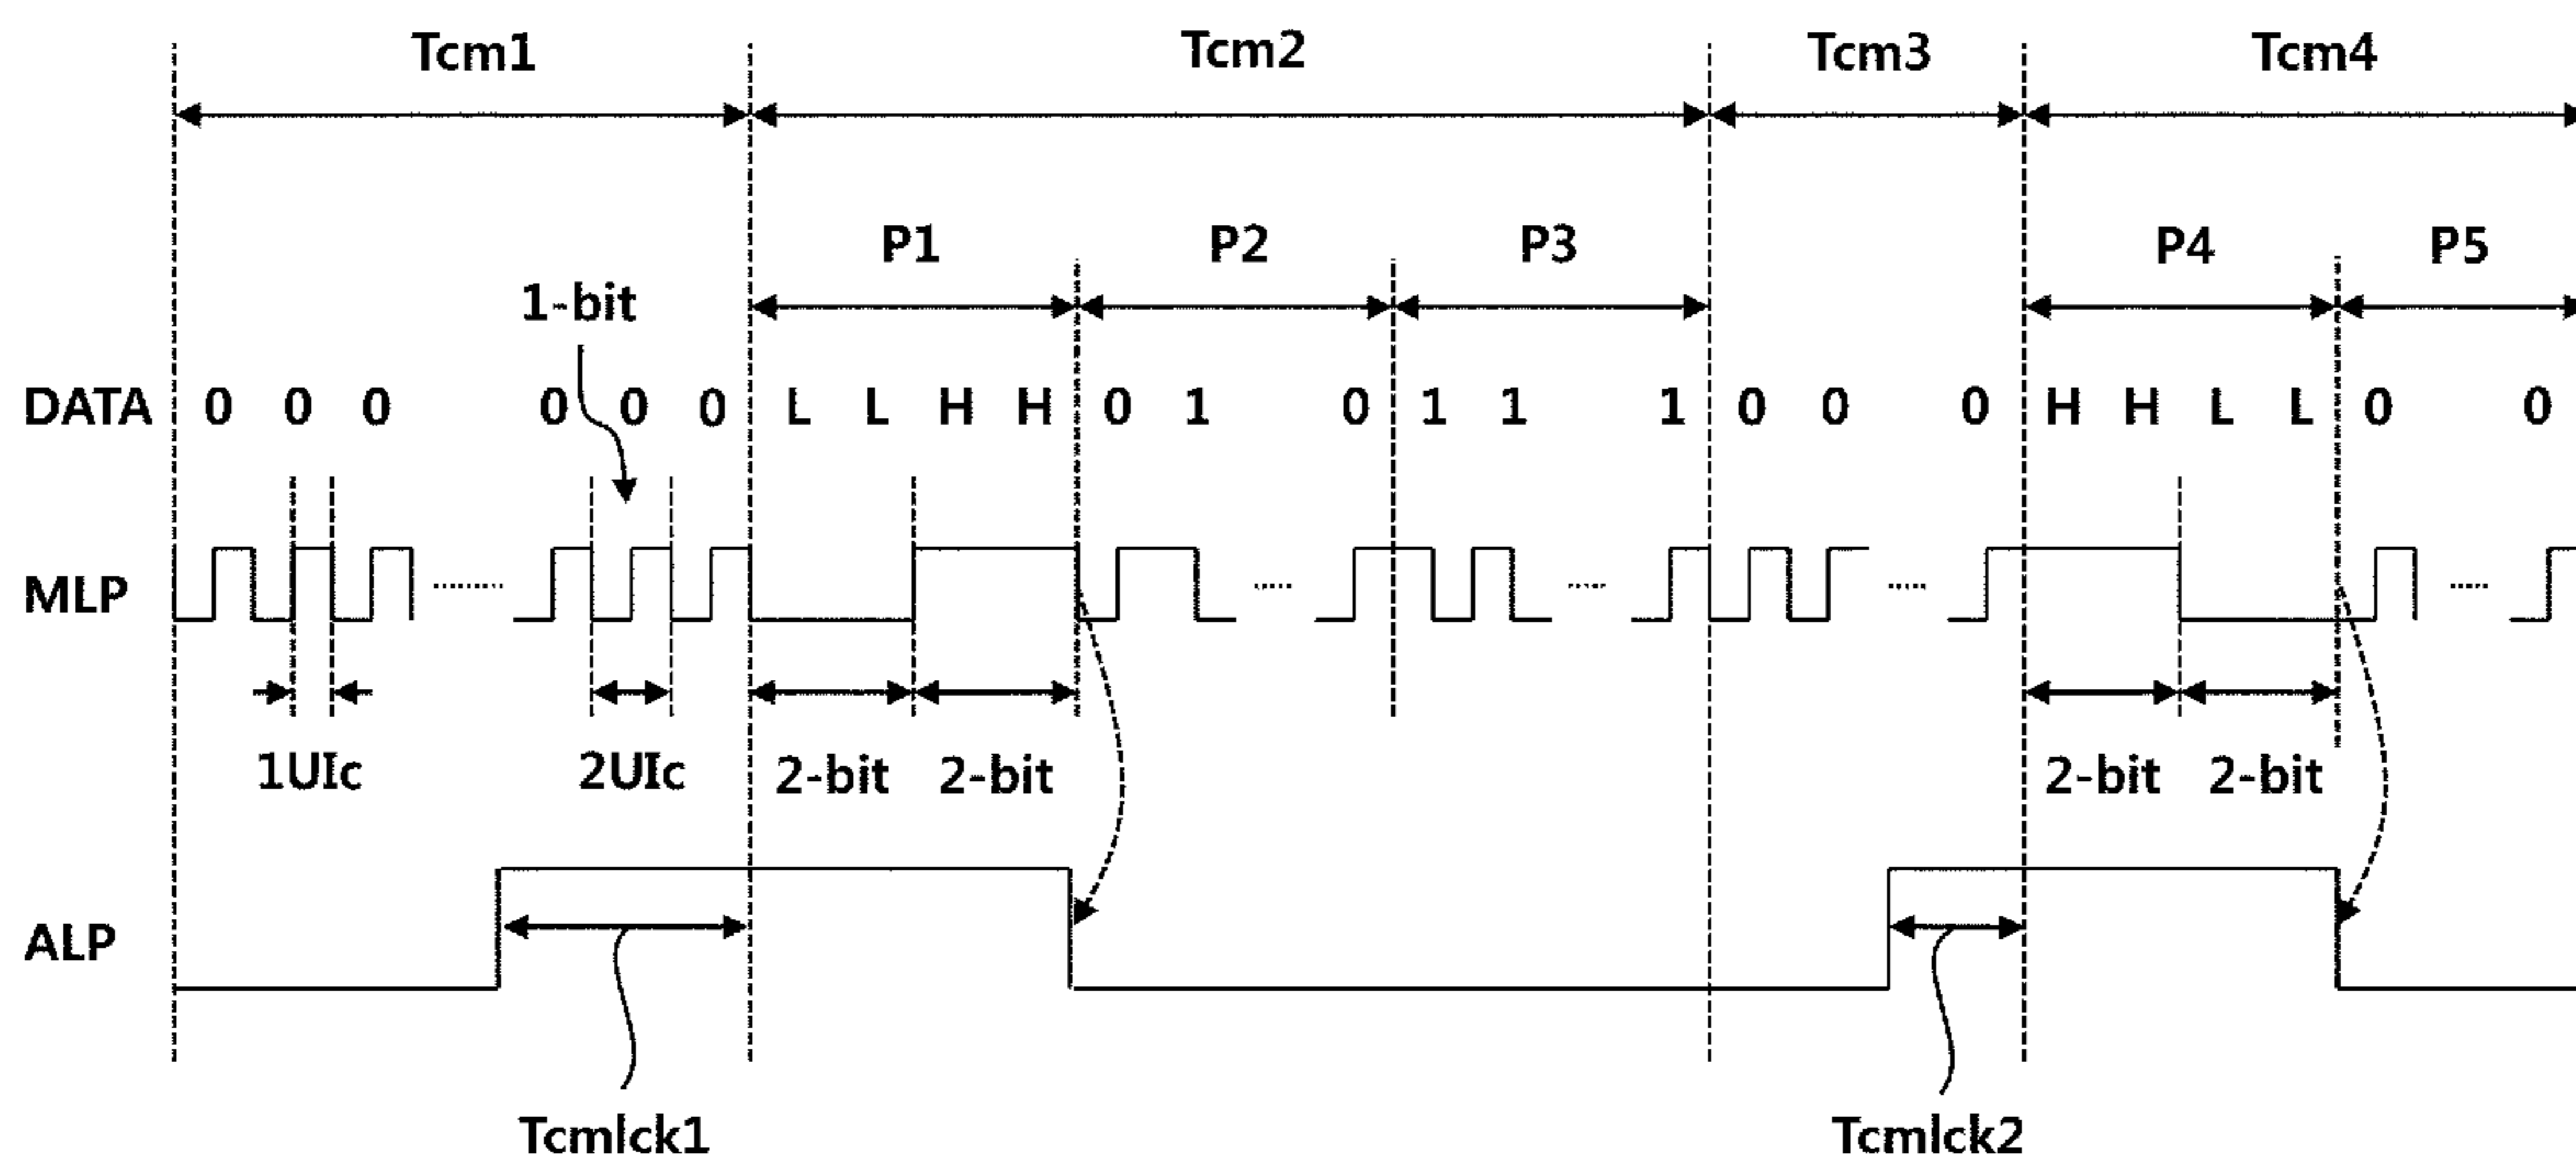 Tcm1 Tcm2 Tcm3 Tcm4
P1 P2 P3 P4 P5
1-bit
DATA 0 0 0 0 0 0 L L H H 0 1 0 1 1 1 0 0 0 H H L L 0 0
MLP
1UIc 2UIc 2-bit 2-bit 2-bit 2-bit
ALP
Tcmlck1 Tcmlck2